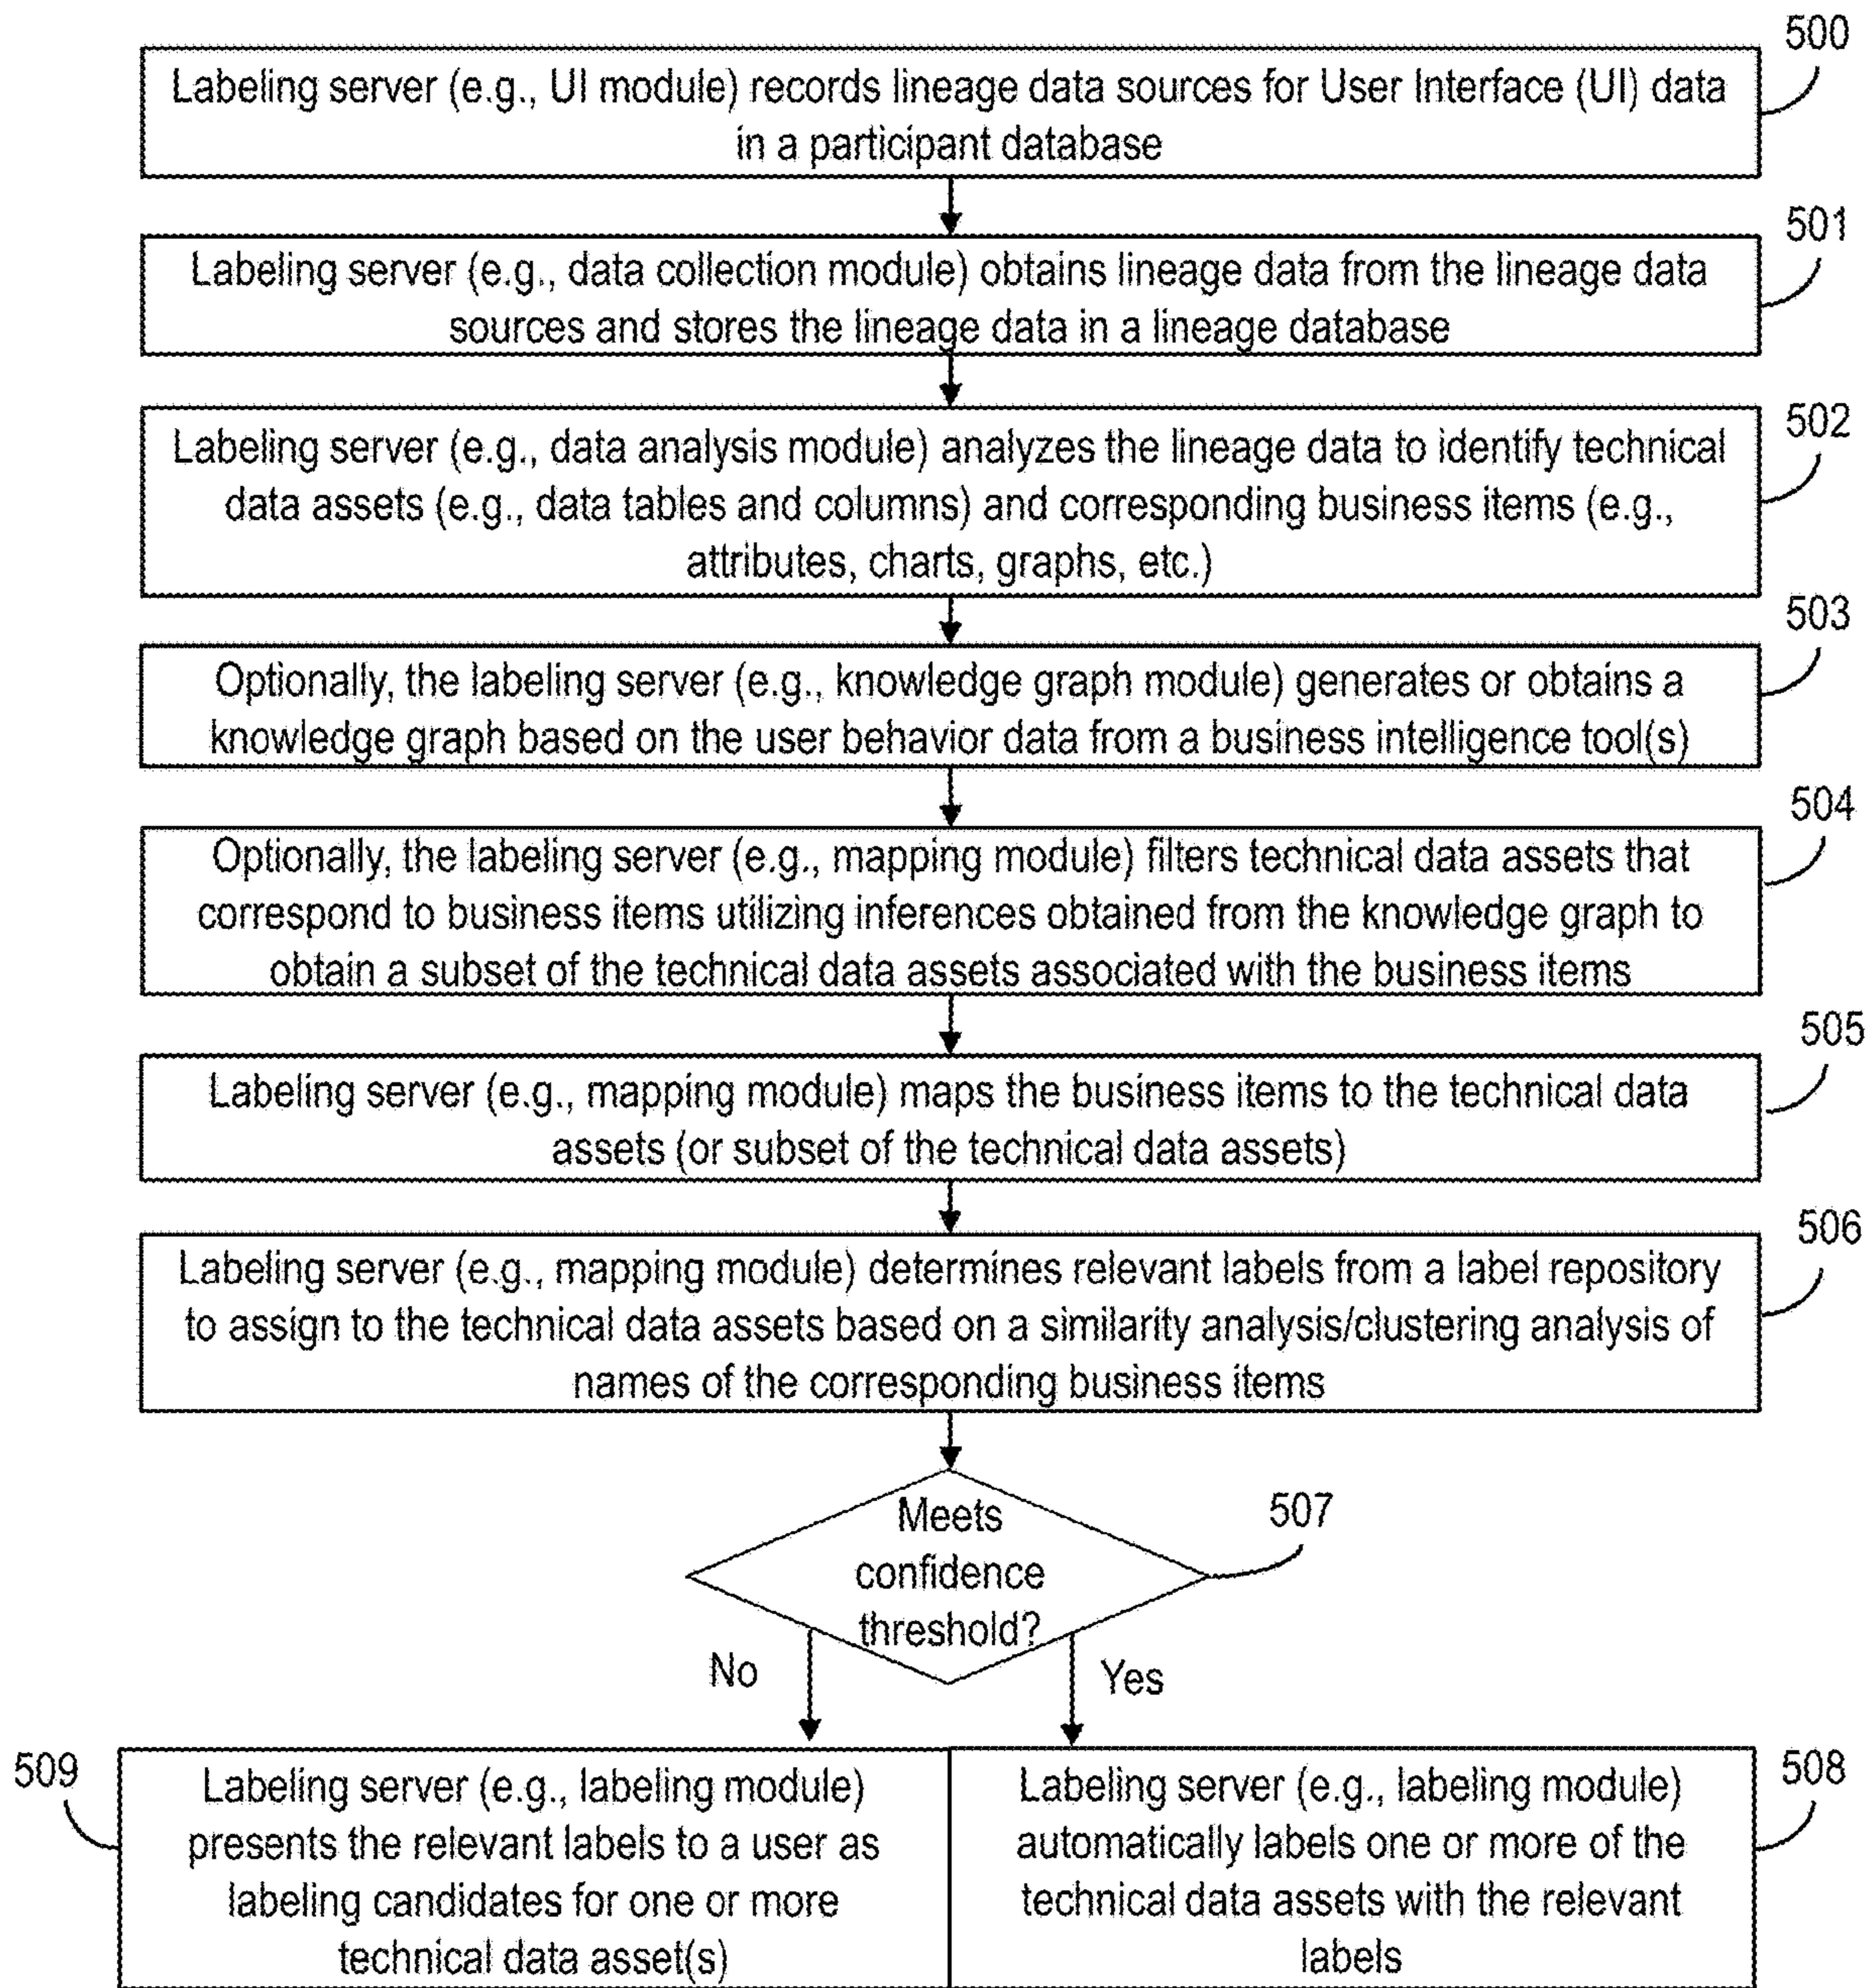 500
Labeling server (e.g., UI module) records lineage data sources for User Interface (UI) data
in a participant database
501
Labeling server (e.g., data collection module) obtains lineage data from the lineage data
sources and stores the lineage data in a lineage database
502
Labeling server (e.g., data analysis module) analyzes the lineage data to identify technical
data assets (e.g., data tables and columns) and corresponding business items (e.g.,
attributes, charts, graphs, etc.)
503
Optionally, the labeling server (e.g., knowledge graph module) generates or obtains a
knowledge graph based on the user behavior data from a business intelligence tool(s)
504
Optionally, the labeling server (e.g., mapping module) filters technical data assets that
correspond to business items utilizing inferences obtained from the knowledge graph to
obtain a subset of the technical data assets associated with the business items
505
Labeling server (e.g., mapping module) maps the business items to the technical data
assets (or subset of the technical data assets)
506
Labeling server (e.g., mapping module) determines relevant labels from a label repository
to assign to the technical data assets based on a similarity analysis/clustering analysis of
names of the corresponding business items
507
Meets
confidence
threshold?
No
Yes
509
Labeling server (e.g., labeling module)
presents the relevant labels to a user as
labeling candidates for one or more
technical data asset(s)
508
Labeling server (e.g., labeling module)
automatically labels one or more of the
technical data assets with the relevant
labels